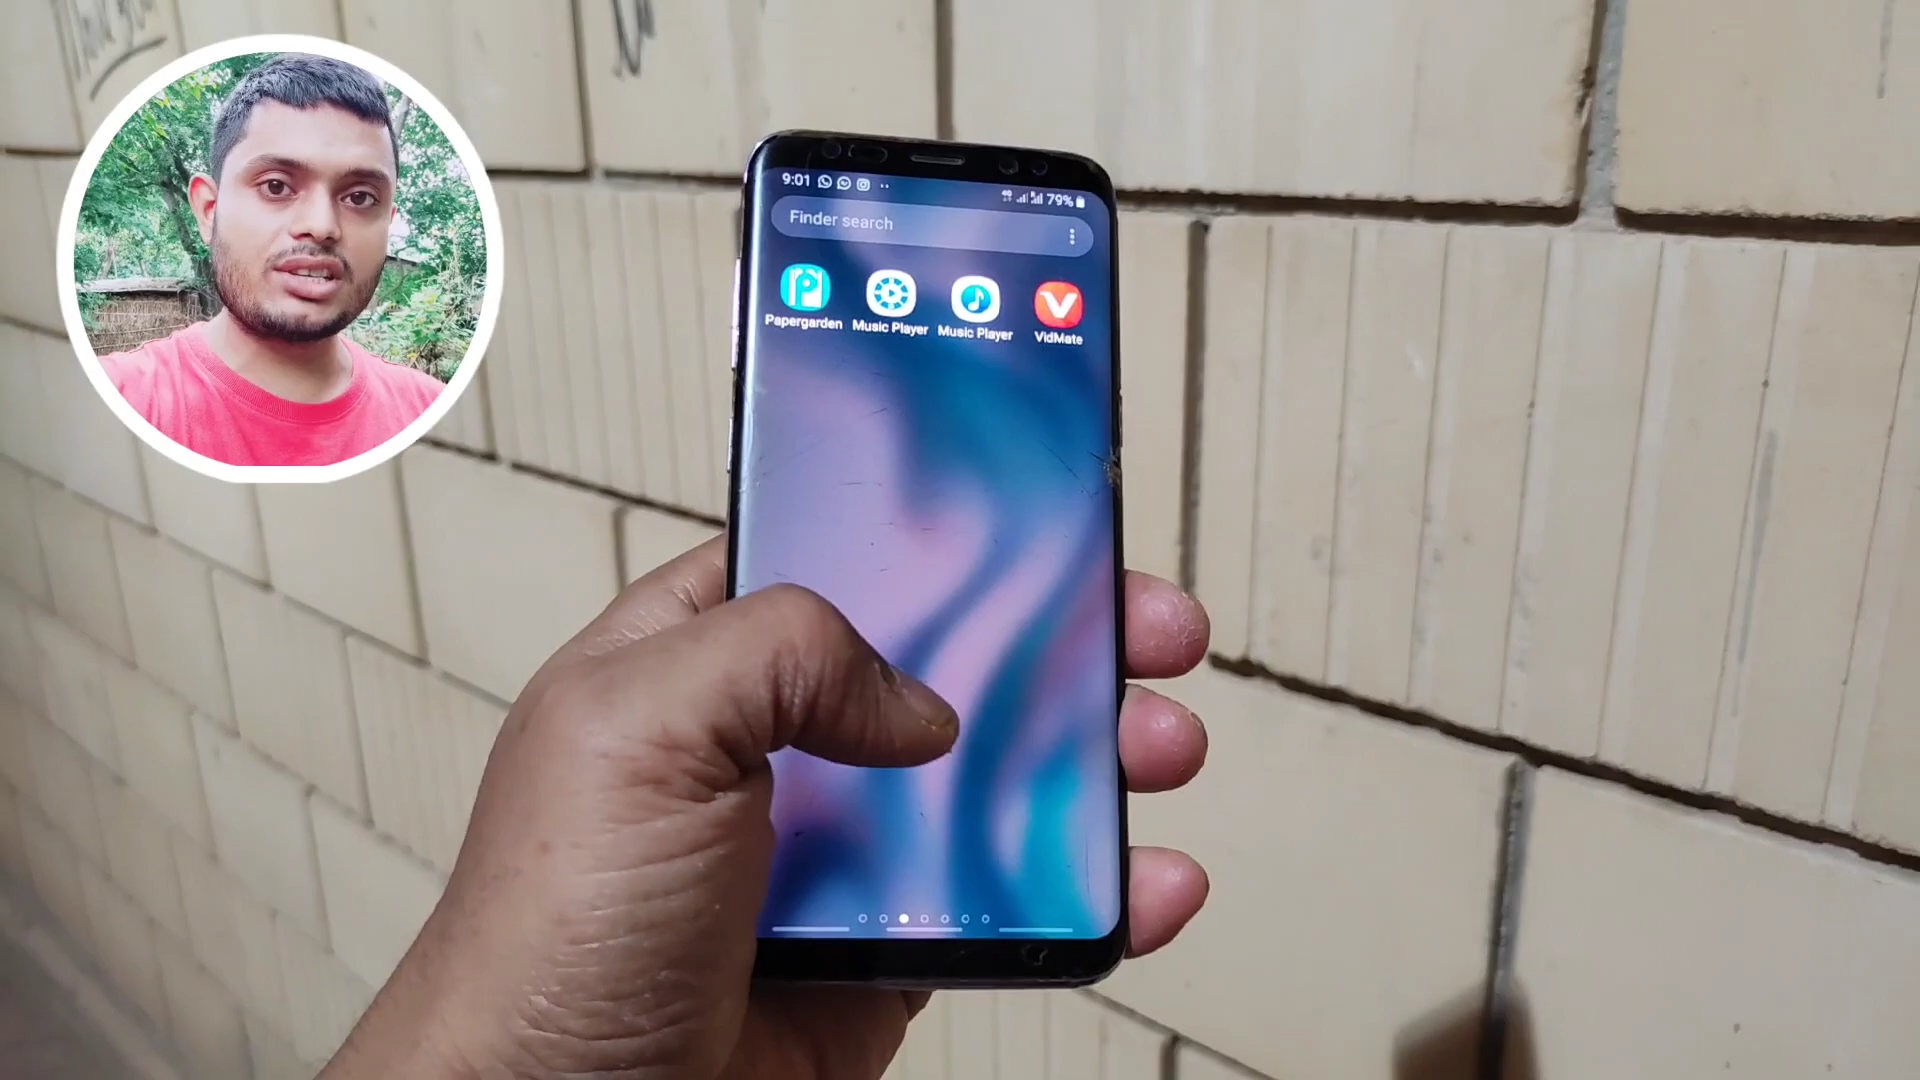 9:01
79%
Finder search
Papergarden
Music Player
Music Player
VidMate